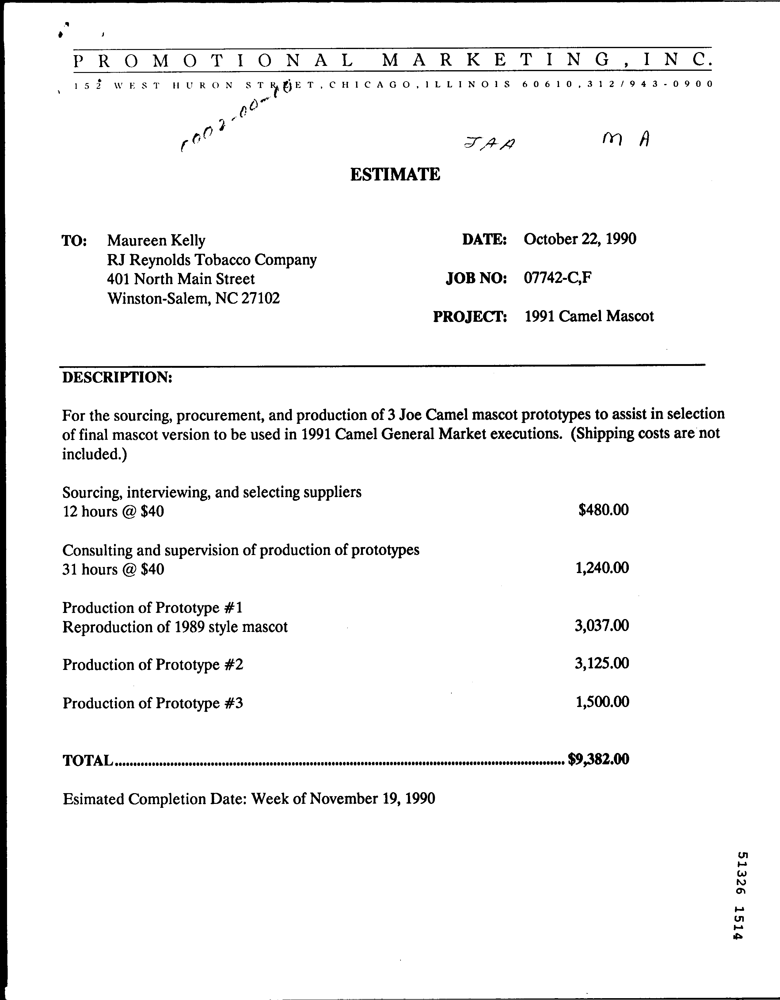 PROMOTIONAL MARKETING, INC.
152 WEST HURON STREET, CHICAGO, ILLINOIS 60610, 312/943-0900
JAA MA
ESTIMATE
TO: Maureen Kelly
RJ Reynolds Tobacco Company
401 North Main Street
Winston-Salem, NC 27102
DATE: October 22, 1990
JOB NO: 07742-C,F
PROJECT: 1991 Camel Mascot
DESCRIPTION:
For the sourcing, procurement, and production of 3 Joe Camel mascot prototypes to assist in selection
of final mascot version to be used in 1991 Camel General Market executions. (Shipping costs are not
included.)
Sourcing, interviewing, and selecting suppliers
12 hours @ $40 $480.00
Consulting and supervision of production of prototypes
31 hours @ $40 1,240.00
Production of Prototype #1
Reproduction of 1989 style mascot 3,037.00
Production of Prototype #2 3,125.00
Production of Prototype #3 1,500.00
TOTAL........................................ $9,382.00
Esimated Completion Date: Week of November 19, 1990
51326 1514